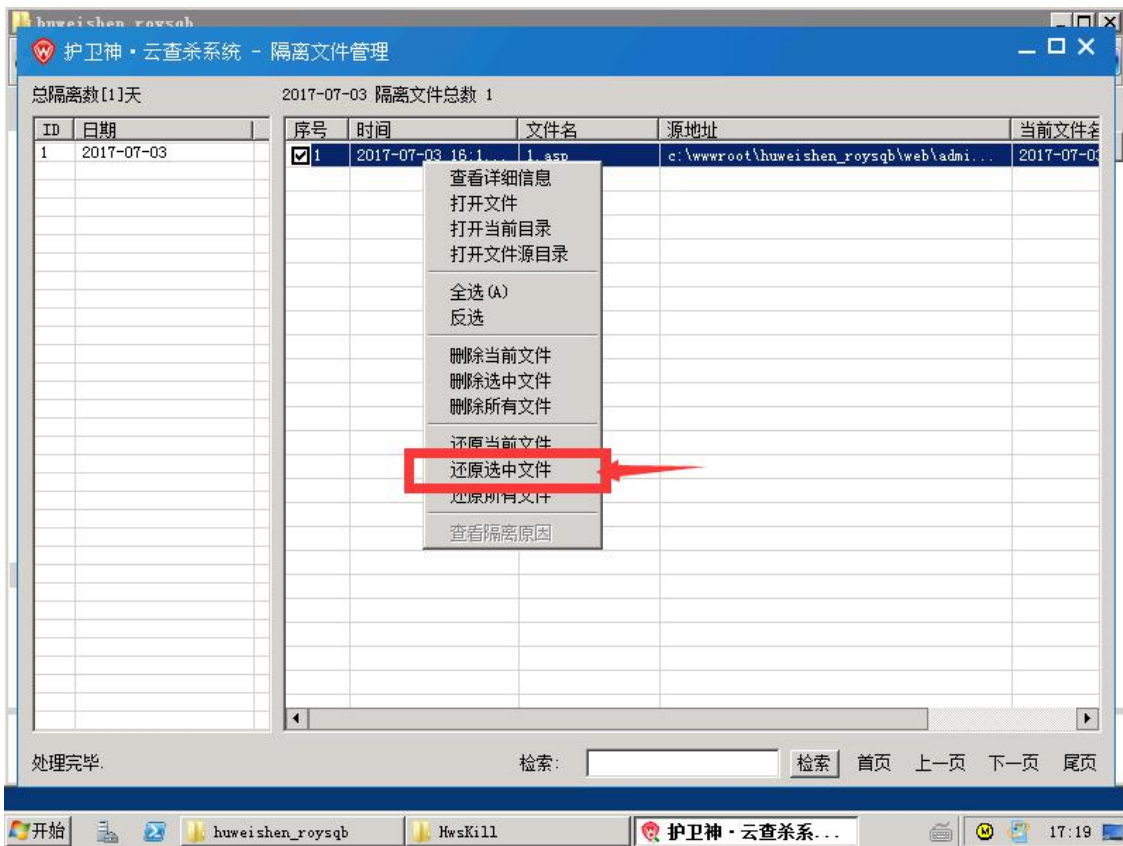 huweishen_roysqb
护卫神·云查杀系统 - 隔离文件管理
总隔离数[1]天
2017-07-03 隔离文件总数 1
ID 日期
序号 时间 文件名 源地址 当前文件名
1 2017-07-03
1 2017-07-03 16:1... 1.asp c:\wwwroot\huweishen_roysqb\web\admi... 2017-07-03
查看详细信息
打开文件
打开当前目录
打开文件源目录
全选(A)
反选
删除当前文件
删除选中文件
删除所有文件
还原当前文件
还原选中文件
还原所有文件
查看隔离原因
处理完毕.
检索: 检索 首页 上一页 下一页 尾页
开始 huweishen_roysqb HwsKill 护卫神·云查杀系... 17:19